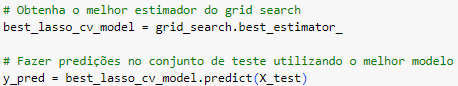 # Obtenha o melhor estimador do grid search
best_lasso_cv_model = grid_search.best_estimator_
# Fazer predições no conjunto de teste utilizando o melhor modelo
y_pred = best_lasso_cv_model.predict(X_test)